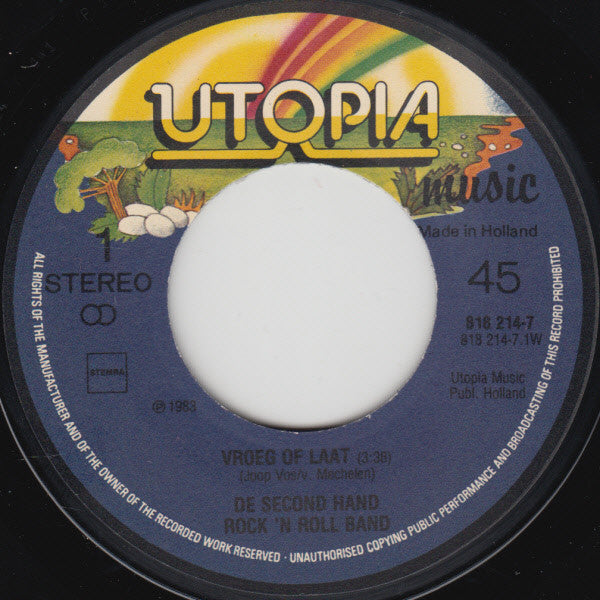 UTOPIA
music
Made in Holland
1
STEREO
45
818 214-7
818 214-7.1W
STEMRA
Utopia Music
Publ. Holland
℗ 1983
VROEG OF LAAT (3:38)
(Joop Vos/v. Mechelen)
DE SECOND HAND
ROCK 'N ROLL BAND
ALL RIGHTS OF THE MANUFACTURER AND OF THE OWNER OF THE RECORDED WORK RESERVED - UNAUTHORISED COPYING PUBLIC PERFORMANCE AND BROADCASTING OF THIS RECORD PROHIBITED